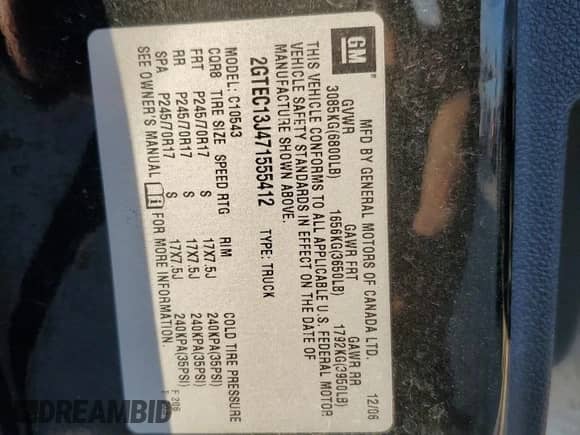 GM
MFD BY GENERAL MOTORS OF CANADA LTD. 12/06
GVWR GAWR FRT GAWR RR
3085KG(6800LB) 1656KG(3650LB) 1792KG(3950LB)
THIS VEHICLE CONFORMS TO ALL APPLICABLE U.S. FEDERAL MOTOR
VEHICLE SAFETY STANDARDS IN EFFECT ON THE DATE OF
MANUFACTURE SHOWN ABOVE.
2GTEC13J471555412 TYPE: TRUCK
MODEL: C10543
CQR8 TIRE SIZE SPEED RTG RIM COLD TIRE PRESSURE
FRT P245/70R17 S 17X7.5J 240KPA(35PSI)
RR P245/70R17 S 17X7.5J 240KPA(35PSI)
SPA P245/70R17 S 17X7.5J 240KPA(35PSI)
SEE OWNER'S MANUAL FOR MORE INFORMATION.
F 206
DREAMBID